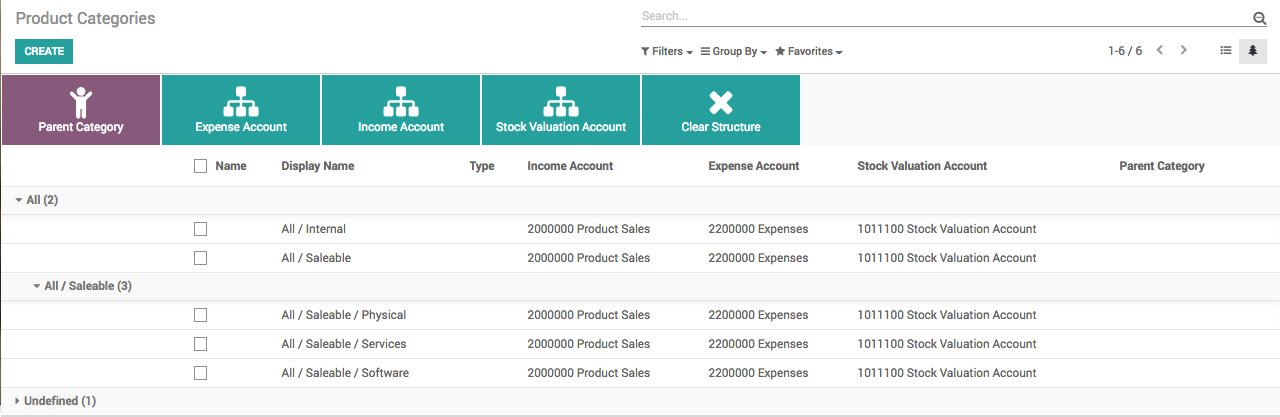 Product Categories
Search...
CREATE
Filters Group By Favorites 1-6 / 6
Parent Category Expense Account Income Account Stock Valuation Account Clear Structure
Name Display Name Type Income Account Expense Account Stock Valuation Account Parent Category
All (2)
All / Internal 2000000 Product Sales 2200000 Expenses 1011100 Stock Valuation Account
All / Saleable 2000000 Product Sales 2200000 Expenses 1011100 Stock Valuation Account
All / Saleable (3)
All / Saleable / Physical 2000000 Product Sales 2200000 Expenses 1011100 Stock Valuation Account
All / Saleable / Services 2000000 Product Sales 2200000 Expenses 1011100 Stock Valuation Account
All / Saleable / Software 2000000 Product Sales 2200000 Expenses 1011100 Stock Valuation Account
Undefined (1)